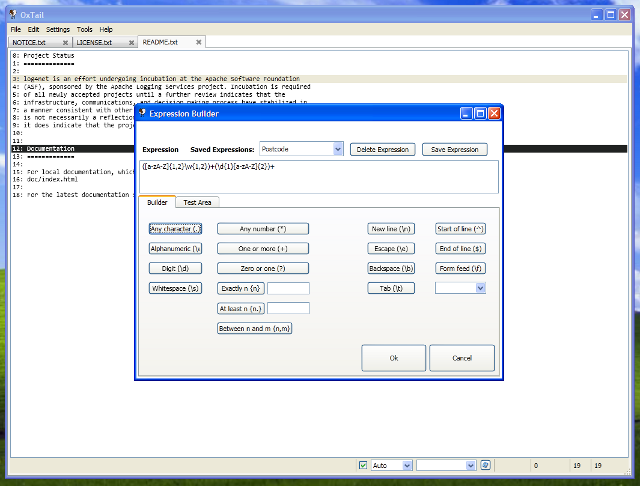 OxTail
File Edit Settings Tools Help
NOTICE.txt LICENSE.txt README.txt
0: Project Status
1: =============
2:
3: log4net is an effort undergoing incubation at the Apache Software Foundation
4: (ASF), sponsored by the Apache Logging Services project. Incubation is required
5: of all newly accepted projects until a further review indicates that the
6: infrastructure, communications, and decision making process have stabilized in
7: a manner consistent with other
8: is not necessarily a reflection
9: it does indicate that the proje
10:
11:
12: Documentation
13: =============
14:
15: For local documentation, whic
16: doc/index.html
17:
18: For the latest documentation
Expression Builder
Expression Saved Expressions: Postcode Delete Expression Save Expression
([a-zA-Z]{1,2}\w{1,2})+(\d{1}[a-zA-Z]{2})+
Builder Test Area
Any character (.) Any number (*) New line (\n) Start of line (^)
Alphanumeric (\ One or more (+) Escape (\e) End of line ($)
Digit (\d) Zero or one (?) Backspace (\b) Form feed (\f)
Whitespace (\s) Exactly n {n} Tab (\t)
At least n {n,}
Between n and m {n,m}
Ok Cancel
Auto 0 19 19